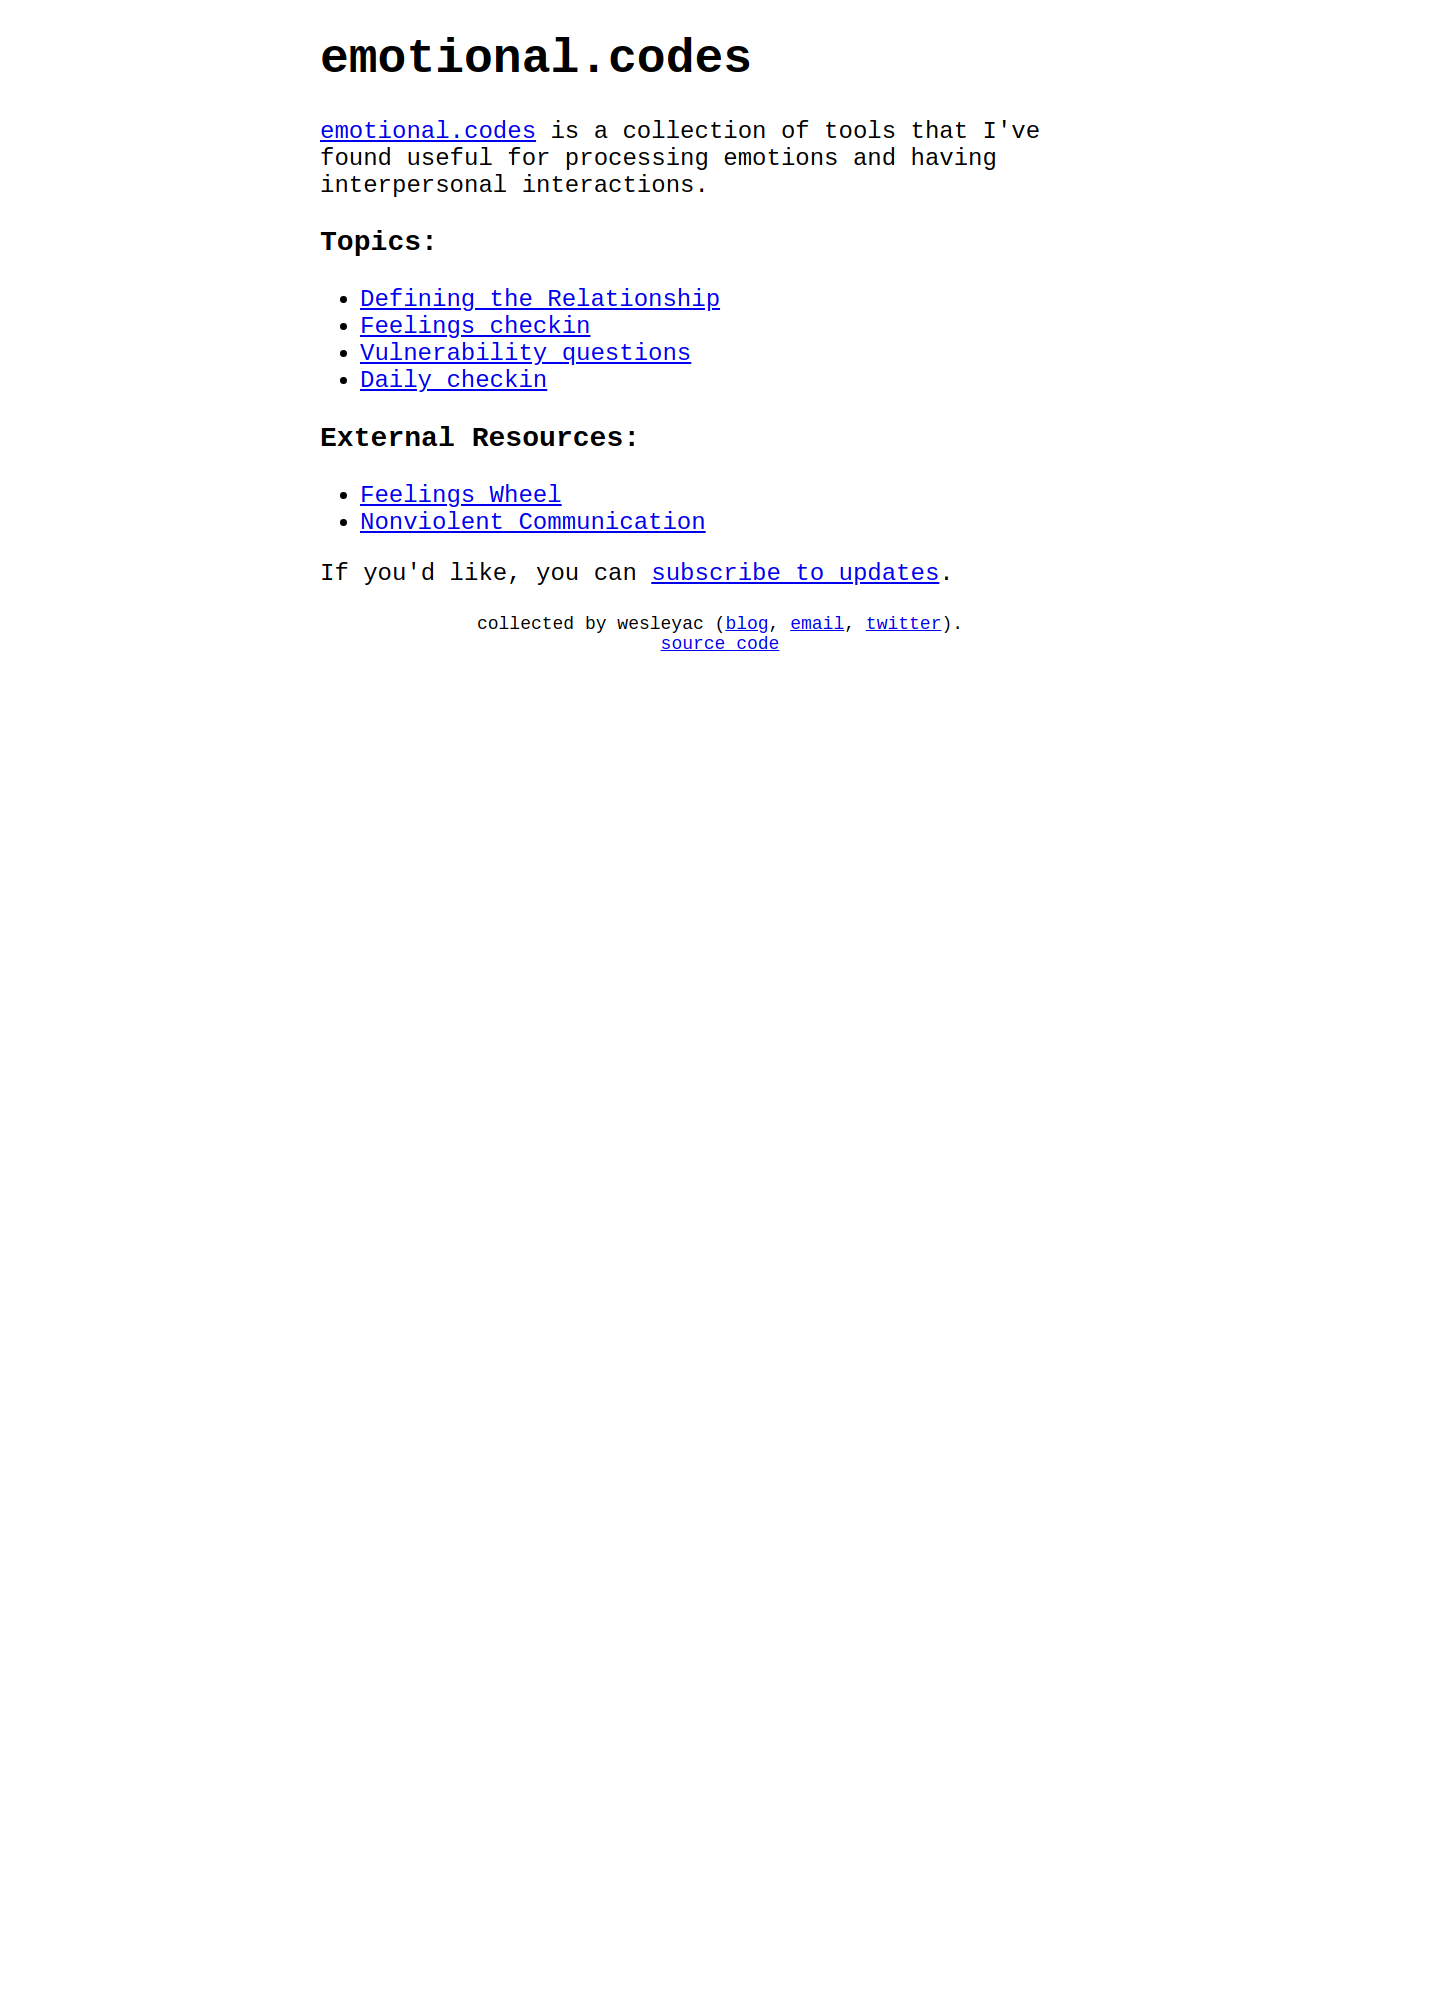 emotional.codes
emotional.codes is a collection of tools that I've
found useful for processing emotions and having
interpersonal interactions.
Topics:
Defining the Relationship
Feelings checkin
Vulnerability questions
Daily checkin
External Resources:
Feelings Wheel
Nonviolent Communication
If you'd like, you can subscribe to updates.
collected by wesleyac (blog, email, twitter).
source code